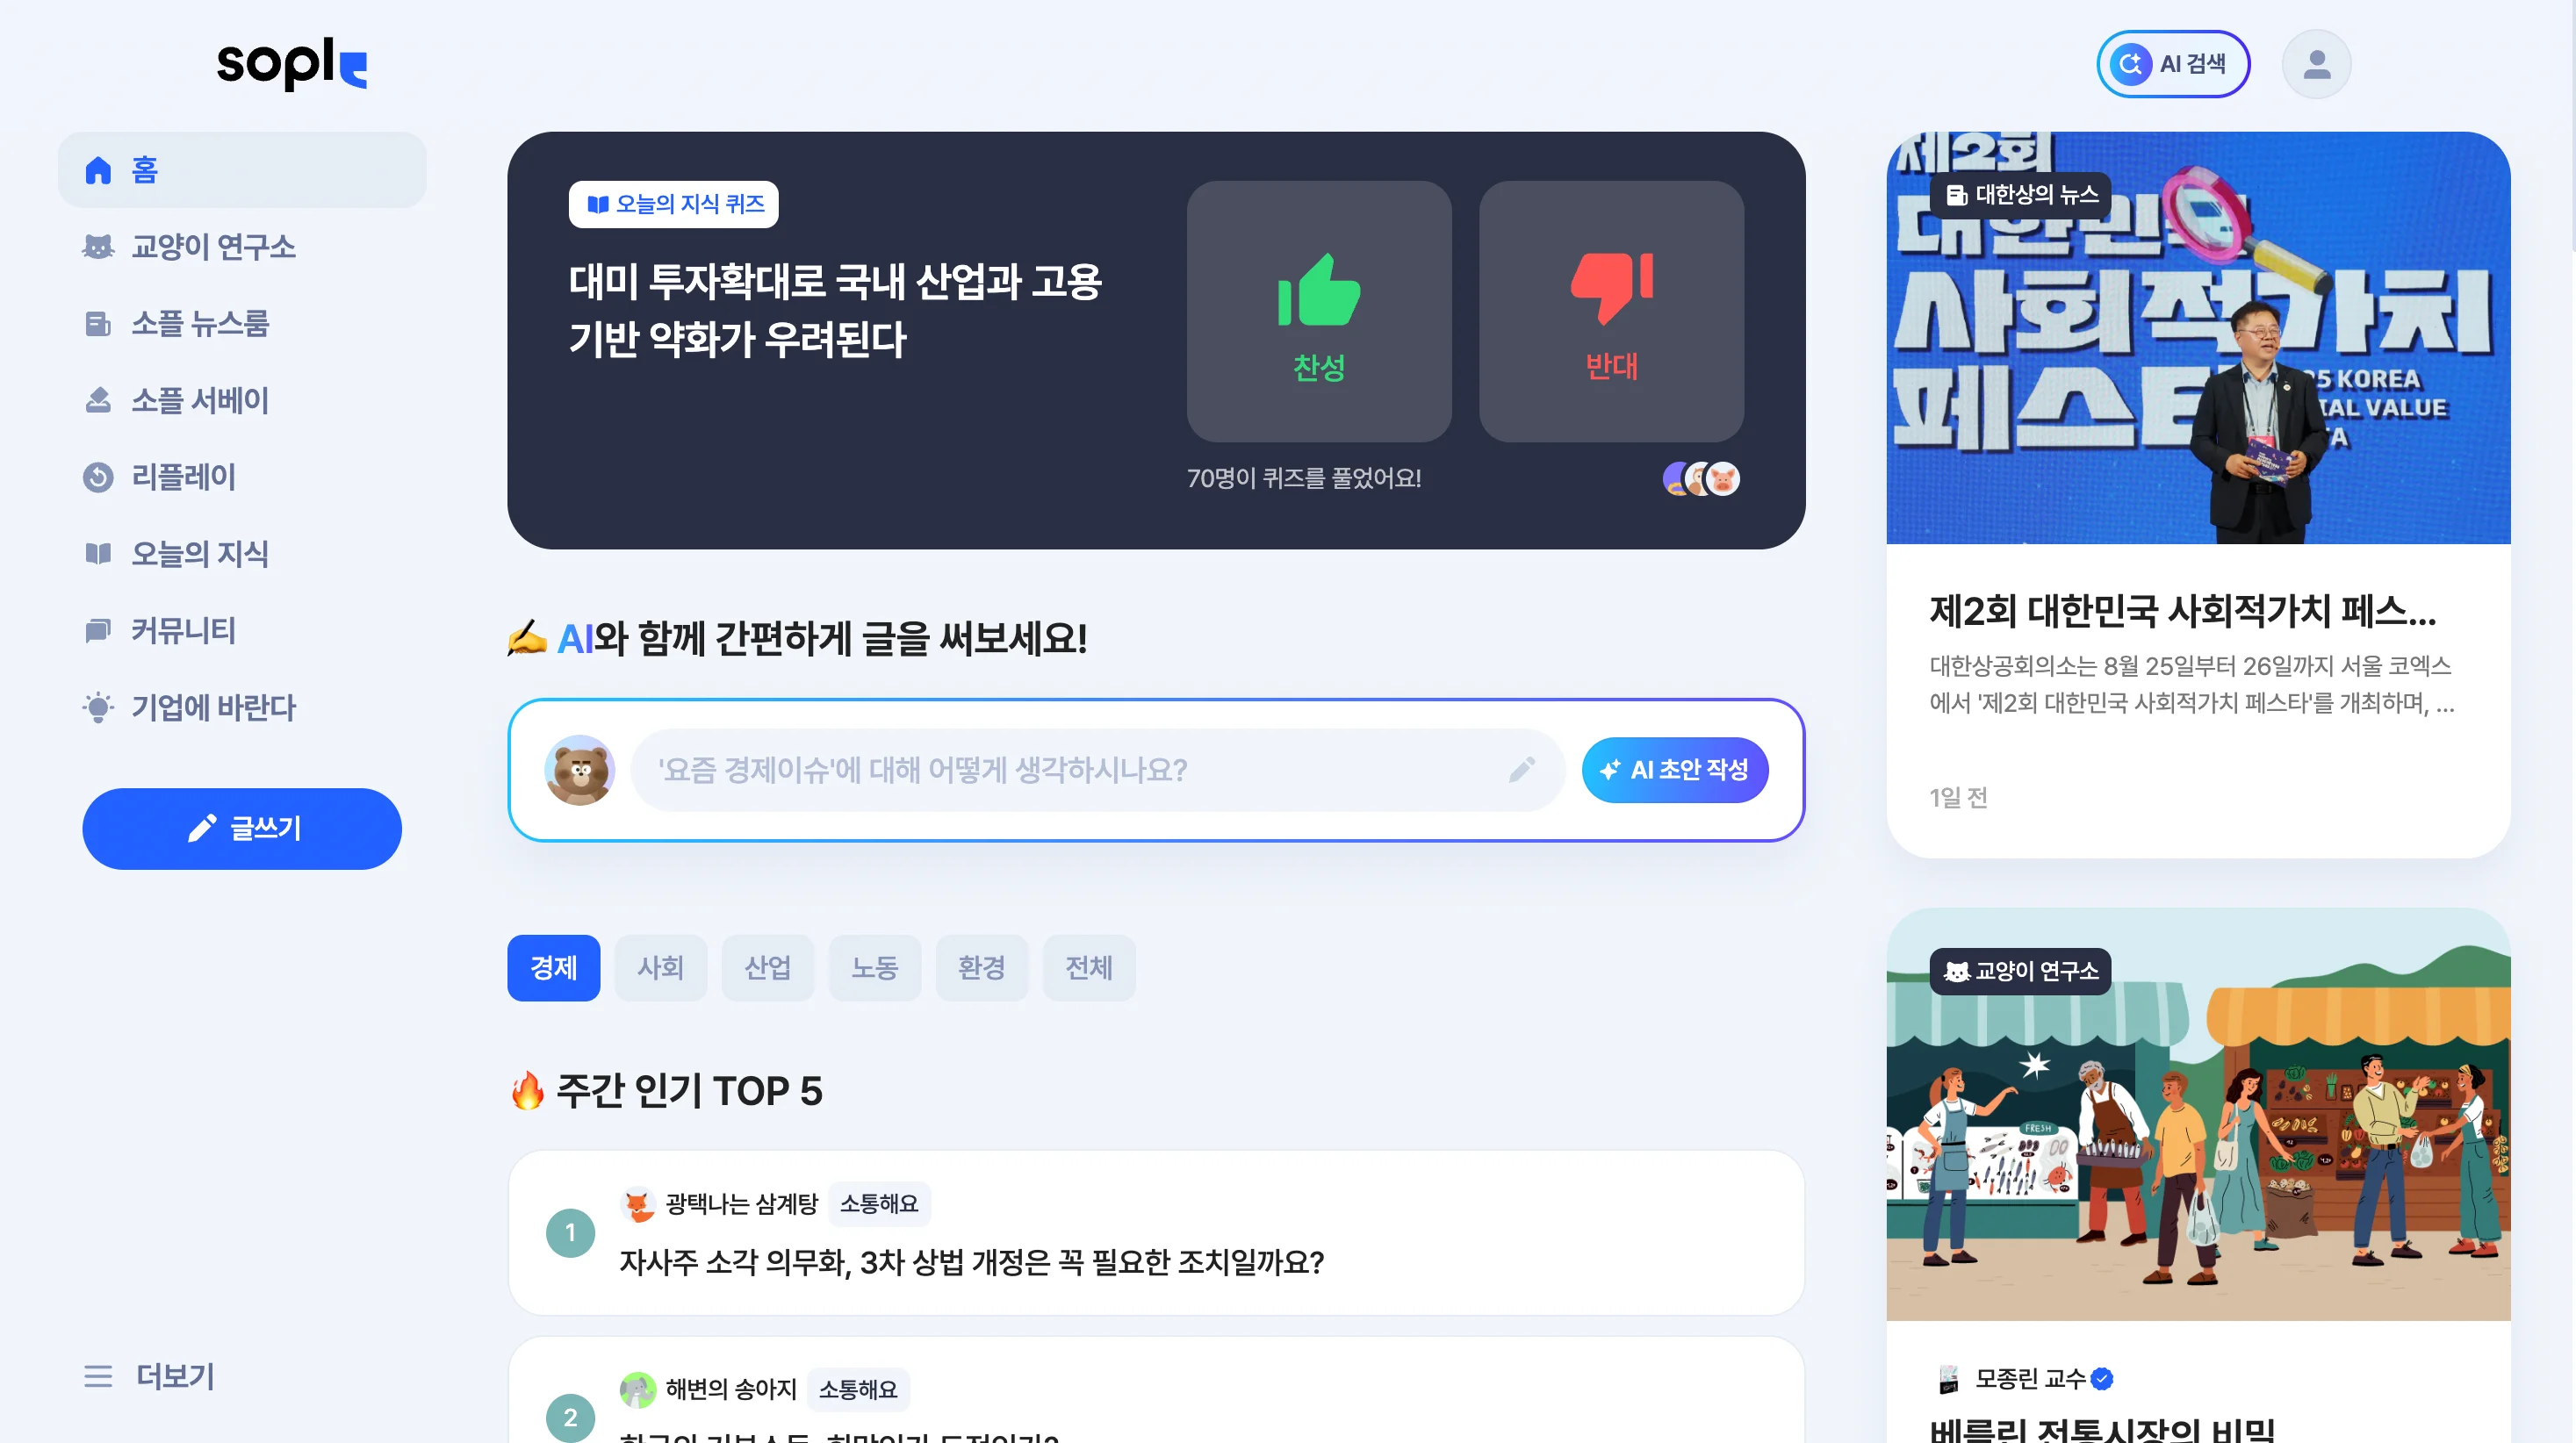 sopl
AI 검색
홈
교양이 연구소
소플 뉴스룸
소플 서베이
리플레이
오늘의 지식
커뮤니티
기업에 바란다
글쓰기
더보기
오늘의 지식 퀴즈
대미 투자확대로 국내 산업과 고용
기반 약화가 우려된다
찬성
반대
70명이 퀴즈를 풀었어요!
✍️ AI와 함께 간편하게 글을 써보세요!
'요즘 경제이슈'에 대해 어떻게 생각하시나요?
AI 초안 작성
경제
사회
산업
노동
환경
전체
🔥 주간 인기 TOP 5
1
광택나는 삼계탕
소통해요
자사주 소각 의무화, 3차 상법 개정은 꼭 필요한 조치일까요?
2
해변의 송아지
소통해요
제2회
대한상의 뉴스
대한민
사회적가치
페스
5 KOREA
IAL VALUE
제2회 대한민국 사회적가치 페스...
대한상공회의소는 8월 25일부터 26일까지 서울 코엑스
에서 '제2회 대한민국 사회적가치 페스타'를 개최하며, ...
1일 전
교양이 연구소
FRESH
모종린 교수
베를린 전통시장의 비밀